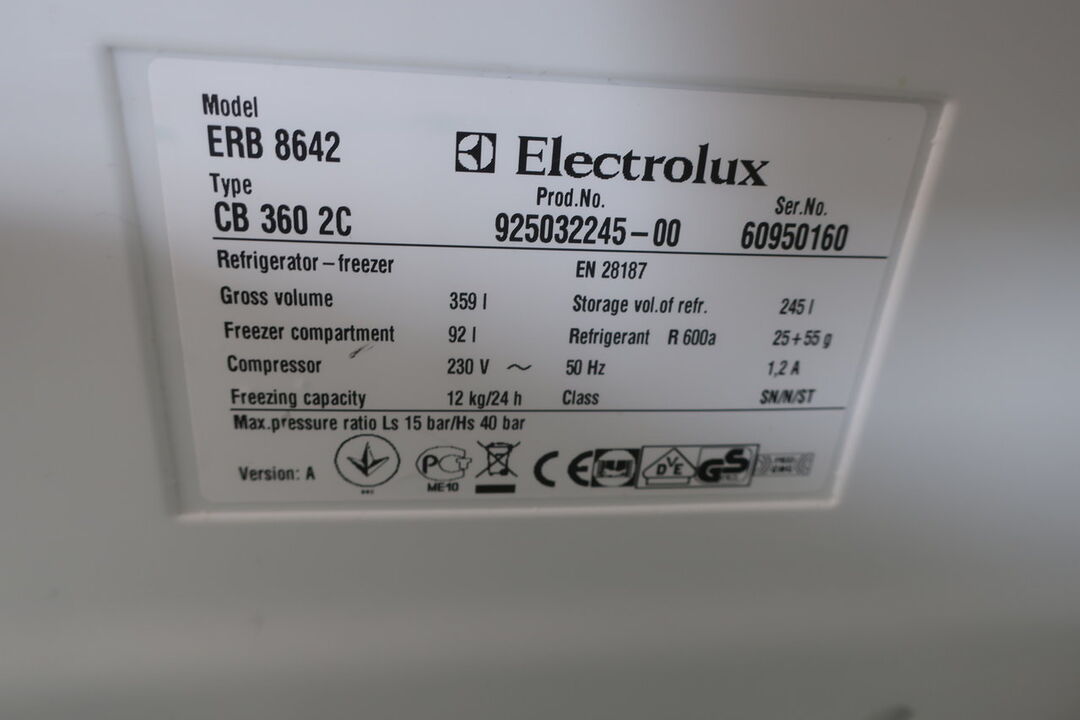 Model
ERB 8642
Electrolux
Type
CB 360 2C
Prod.No.
925032245-00
Ser.No.
60950160
Refrigerator-freezer EN 28187
Gross volume 359 l Storage vol.of refr. 245 l
Freezer compartment 92 l Refrigerant R 600a 25+55 g
Compressor 230 V ~ 50 Hz 1,2 A
Freezing capacity 12 kg/24 h Class SN/N/ST
Max.pressure ratio Ls 15 bar/Hs 40 bar
Version: A
ME10
CE
DVE
GS